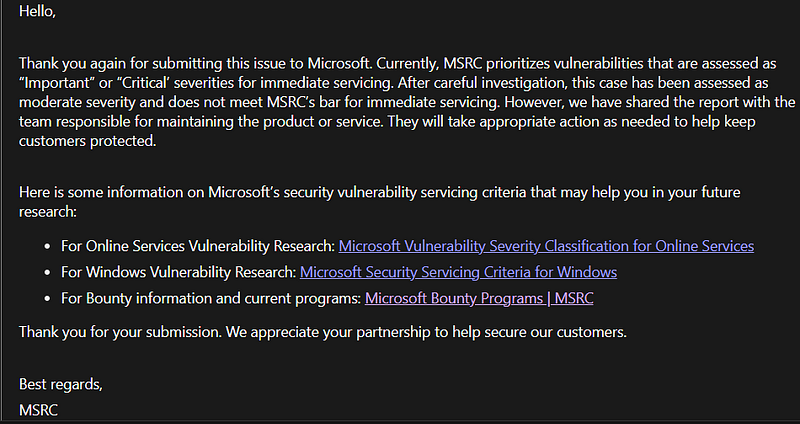 Hello,
Thank you again for submitting this issue to Microsoft. Currently, MSRC prioritizes vulnerabilities that are assessed as
“Important” or “Critical’ severities for immediate servicing. After careful investigation, this case has been assessed as
moderate severity and does not meet MSRC’s bar for immediate servicing. However, we have shared the report with the
team responsible for maintaining the product or service. They will take appropriate action as needed to help keep
customers protected.
Here is some information on Microsoft’s security vulnerability servicing criteria that may help you in your future
research:
• For Online Services Vulnerability Research: Microsoft Vulnerability Severity Classification for Online Services
• For Windows Vulnerability Research: Microsoft Security Servicing Criteria for Windows
• For Bounty information and current programs: Microsoft Bounty Programs | MSRC
Thank you for your submission. We appreciate your partnership to help secure our customers.
Best regards,
MSRC